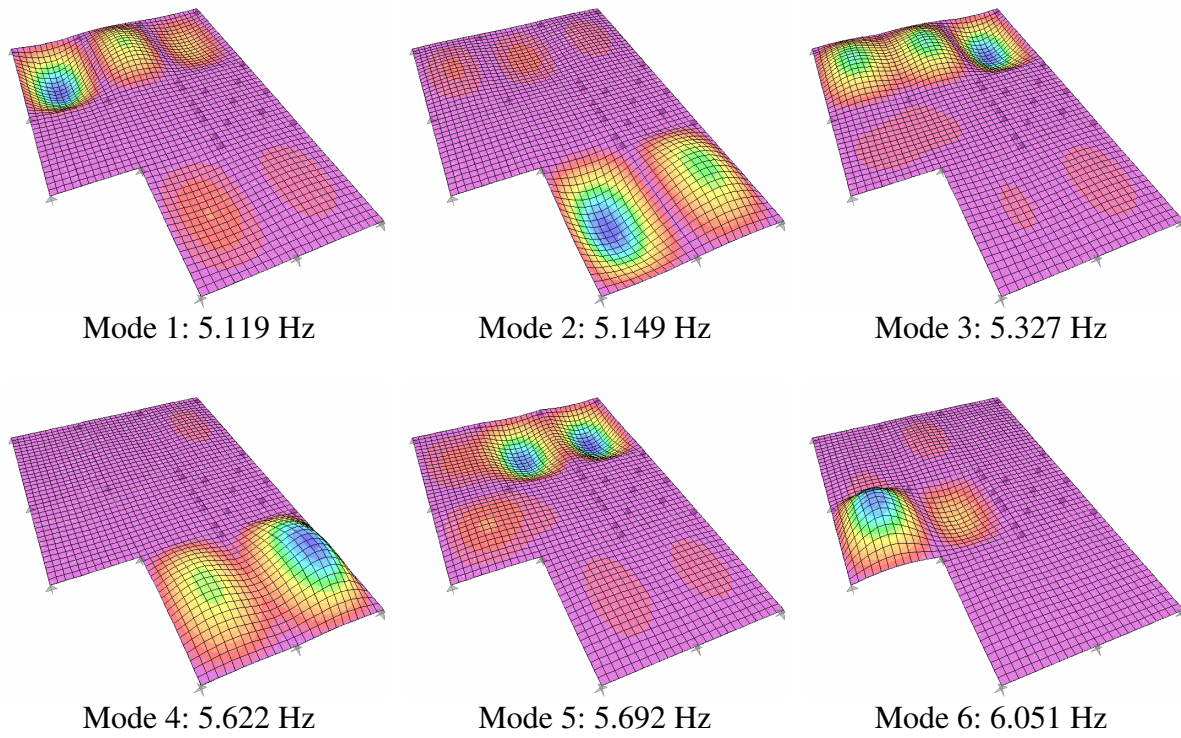 Mode 1: 5.119 Hz
Mode 2: 5.149 Hz
Mode 3: 5.327 Hz
Mode 4: 5.622 Hz
Mode 5: 5.692 Hz
Mode 6: 6.051 Hz